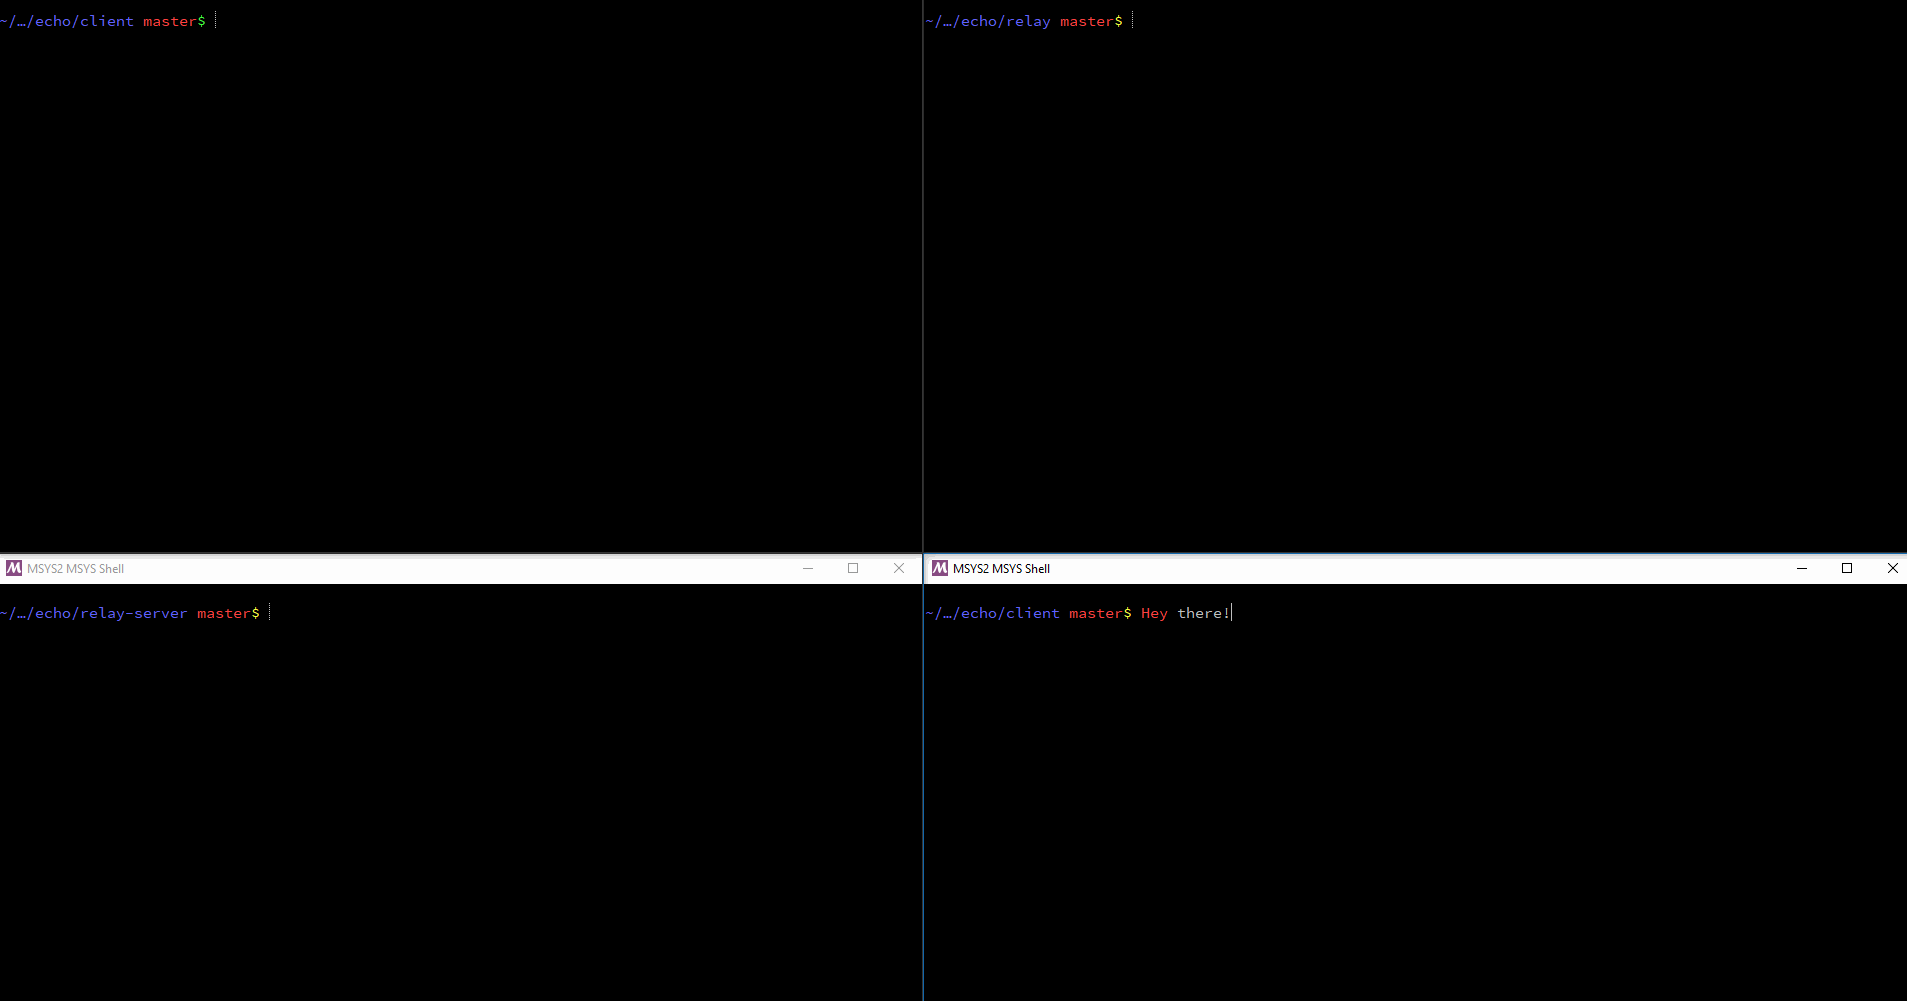 ~/…/echo/client master$
~/…/echo/relay master$
MSYS2 MSYS Shell
~/…/echo/relay-server master$
MSYS2 MSYS Shell
~/…/echo/client master$ Hey there!